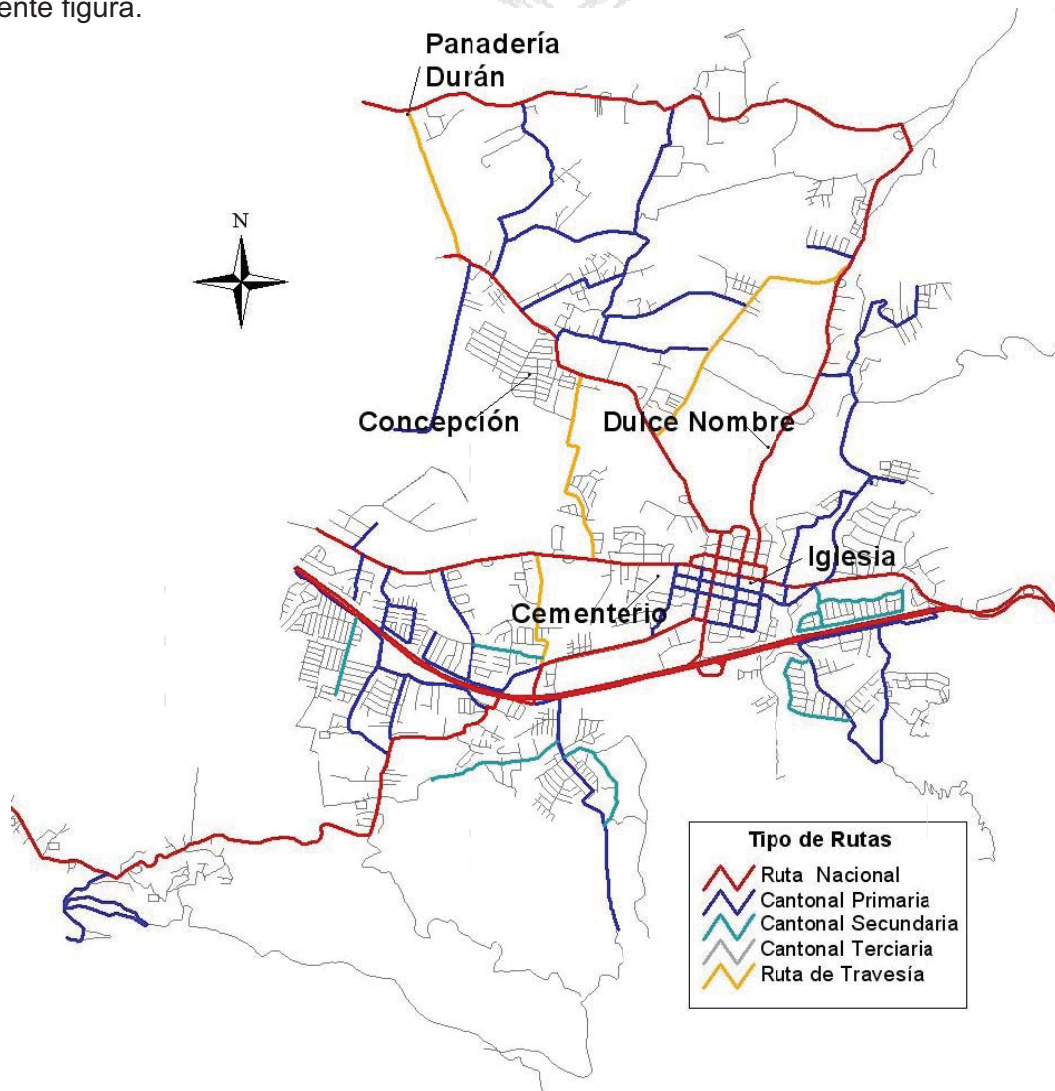 ente figura.
Panadería
Durán
N
Concepción
Dulce Nombre
Iglesia
Cementerio
Tipo de Rutas
Ruta Nacional
Cantonal Primaria
Cantonal Secundaria
Cantonal Terciaria
Ruta de Travesía